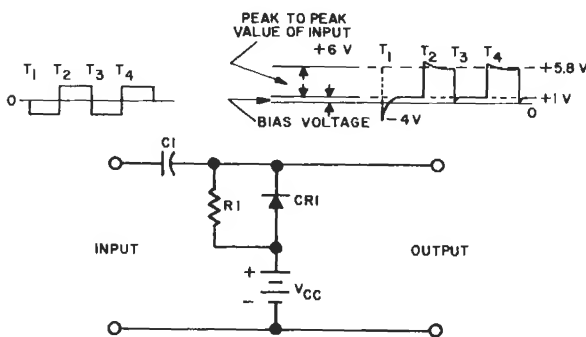 PEAK TO PEAK
VALUE OF INPUT
+6 V
T1 T2 T3 T4
T1 T2 T3 T4
+5.8 V
0
+1 V
BIAS VOLTAGE
-4V
0
C1
R1
CR1
INPUT
OUTPUT
+
VCC
-